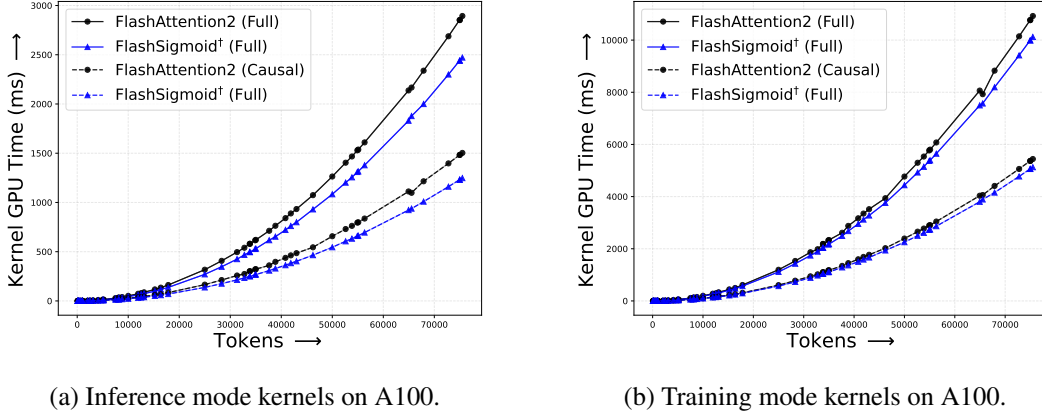 FlashAttention2 (Full)
FlashSigmoid† (Full)
FlashAttention2 (Causal)
FlashSigmoid† (Full)
Kernel GPU Time (ms) ⟶
3000
2500
2000
1500
1000
500
0
0 10000 20000 30000 40000 50000 60000 70000
Tokens ⟶
(a) Inference mode kernels on A100.
FlashAttention2 (Full)
FlashSigmoid† (Full)
FlashAttention2 (Causal)
FlashSigmoid† (Full)
Kernel GPU Time (ms) ⟶
10000
8000
6000
4000
2000
0
0 10000 20000 30000 40000 50000 60000 70000
Tokens ⟶
(b) Training mode kernels on A100.